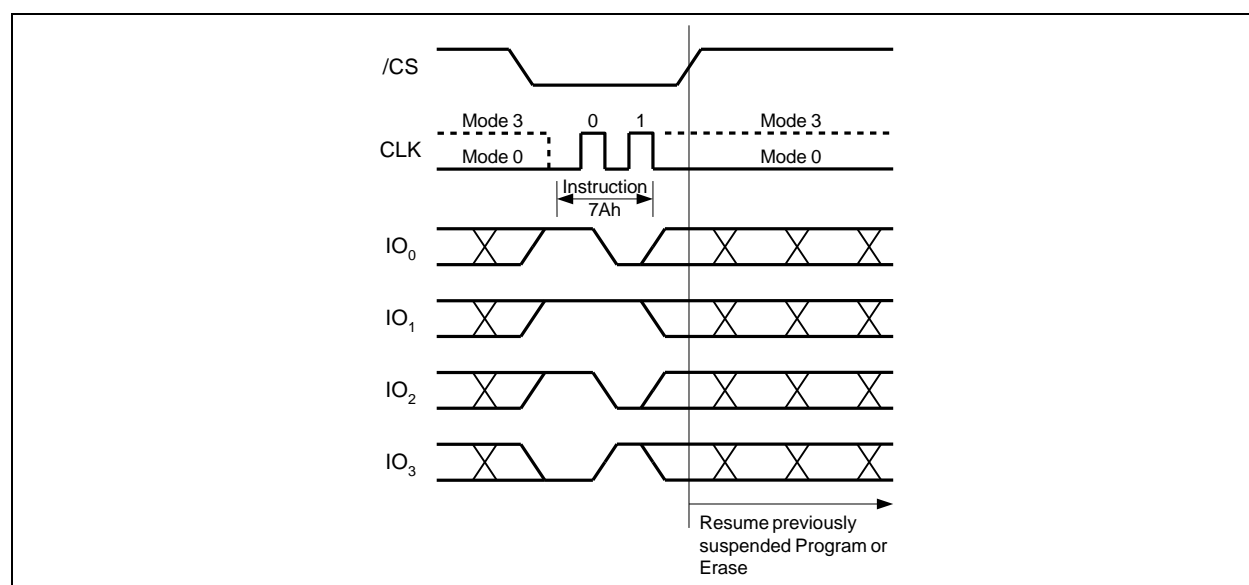 /CS
Mode 3 0 1 Mode 3
CLK
Mode 0 Mode 0
Instruction
7Ah
IO0
IO1
IO2
IO3
Resume previously
suspended Program or
Erase